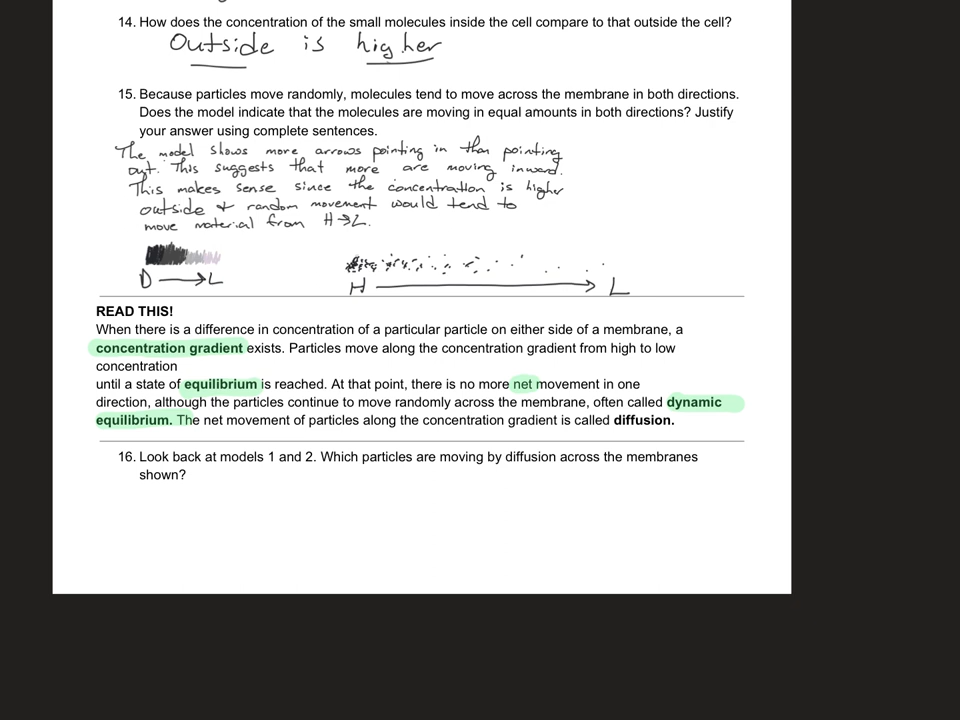 14. How does the concentration of the small molecules inside the cell compare to that outside the cell?
Outside is higher
15. Because particles move randomly, molecules tend to move across the membrane in both directions.
Does the model indicate that the molecules are moving in equal amounts in both directions? Justify
your answer using complete sentences.
The model shows more arrows pointing in than pointing
out. This suggests that more are moving inward.
This makes sense since the concentration is higher
outside & random movement would tend to
move material from H→L.
D → L
H → L
READ THIS!
When there is a difference in concentration of a particular particle on either side of a membrane, a
concentration gradient exists. Particles move along the concentration gradient from high to low
concentration
until a state of equilibrium is reached. At that point, there is no more net movement in one
direction, although the particles continue to move randomly across the membrane, often called dynamic
equilibrium. The net movement of particles along the concentration gradient is called diffusion.
16. Look back at models 1 and 2. Which particles are moving by diffusion across the membranes
shown?